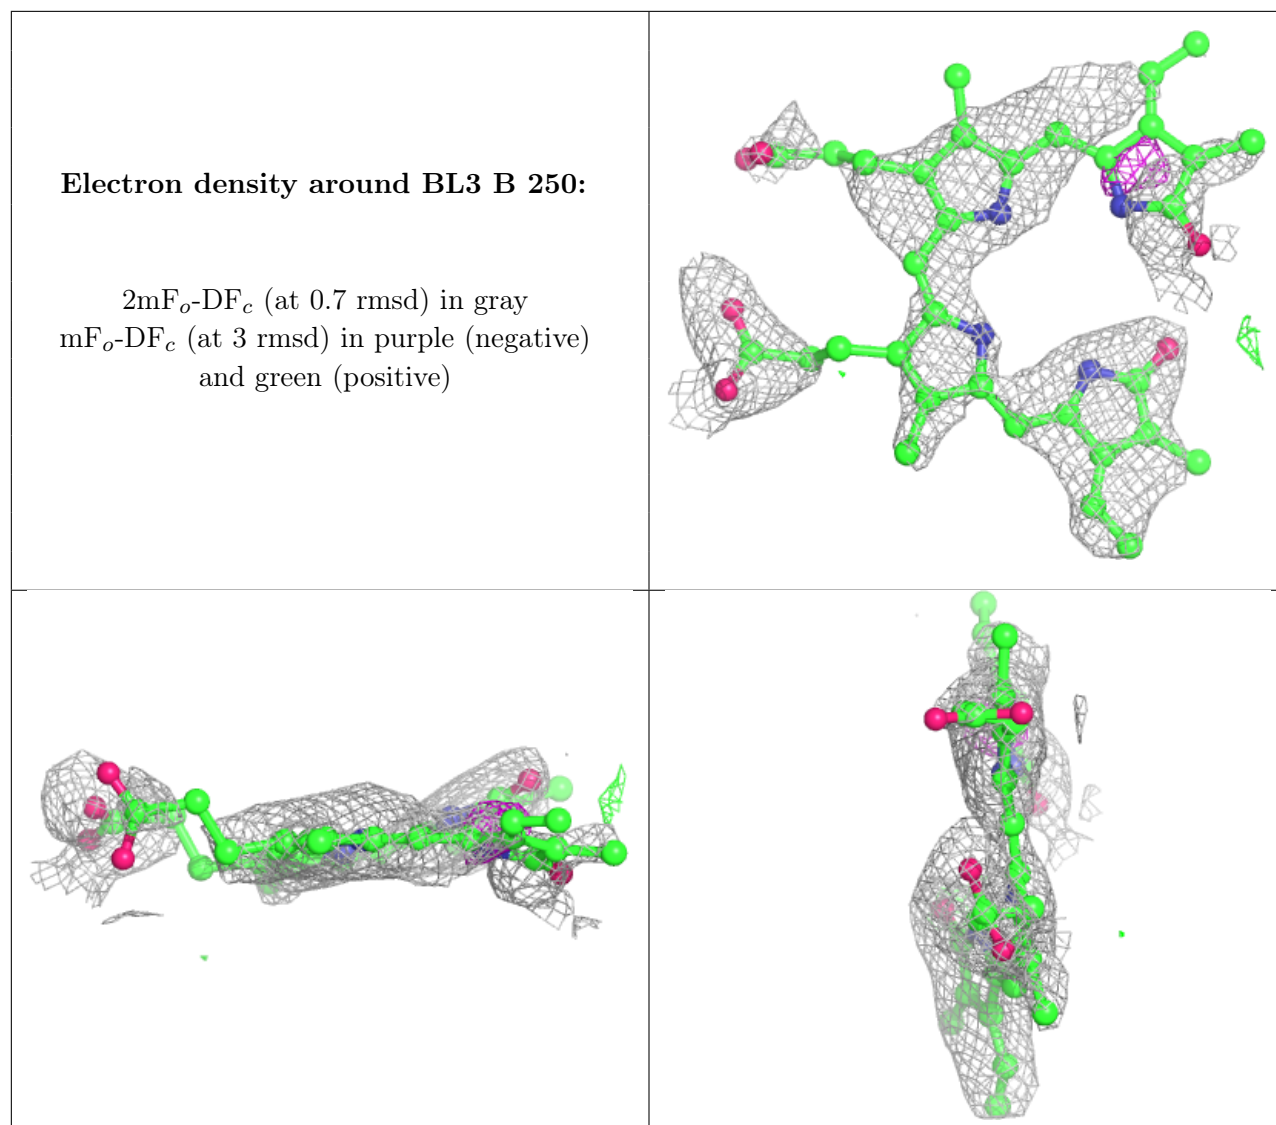 Electron density around BL3 B 250:
2mFo-DFc (at 0.7 rmsd) in gray
mFo-DFc (at 3 rmsd) in purple (negative)
and green (positive)